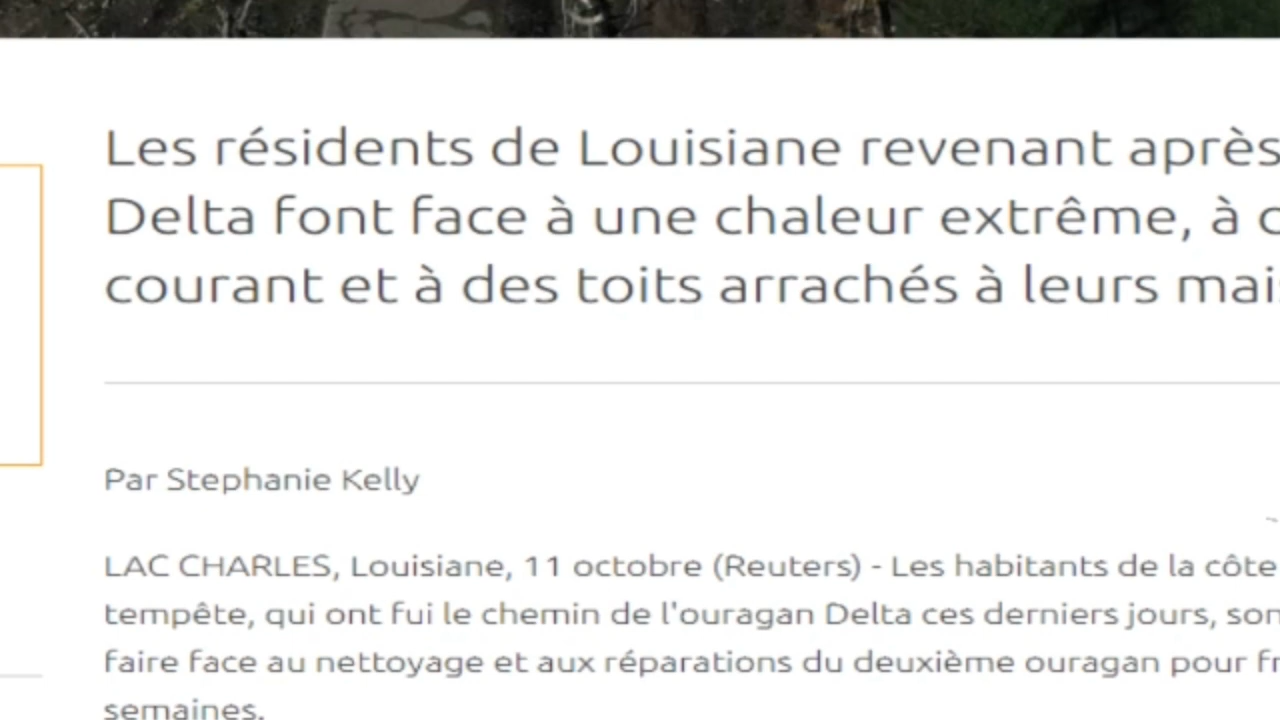 Les résidents de Louisiane revenant après
Delta font face à une chaleur extrême, à
courant et à des toits arrachés à leurs
Par Stephanie Kelly
LAC CHARLES, Louisiane, 11 octobre (Reuters) - Les habitants de la côte
tempête, qui ont fui le chemin de l'ouragan Delta ces derniers jours,
faire face au nettoyage et aux réparations du deuxième ouragan pour
semaines.